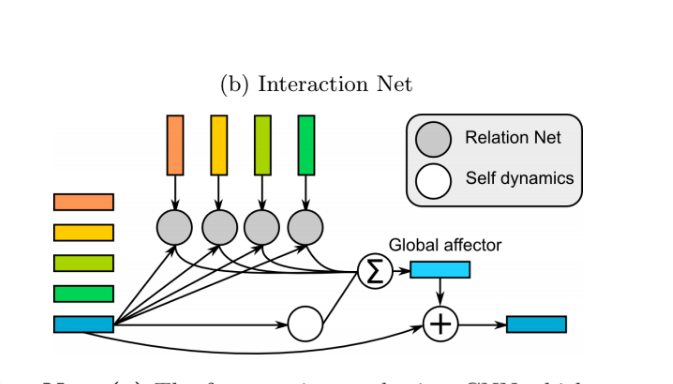 (b) Interaction Net
Relation Net
Self dynamics
Global affector
Σ
+